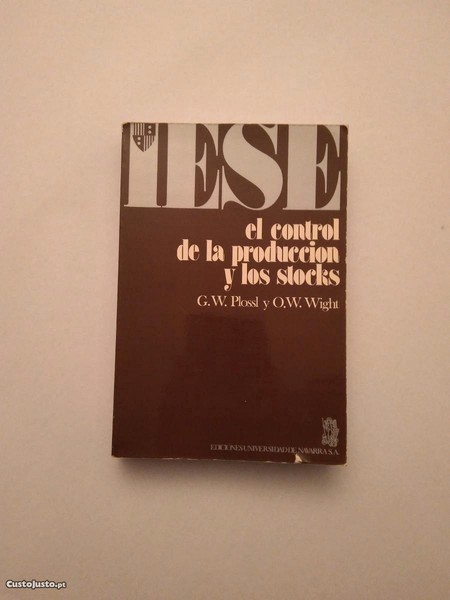 IESE
el control
de la produccion
y los stocks
G.W. Plossl y O.W. Wight
EDICIONES UNIVERSIDAD DE NAVARRA S.A.
CustoJusto.pt